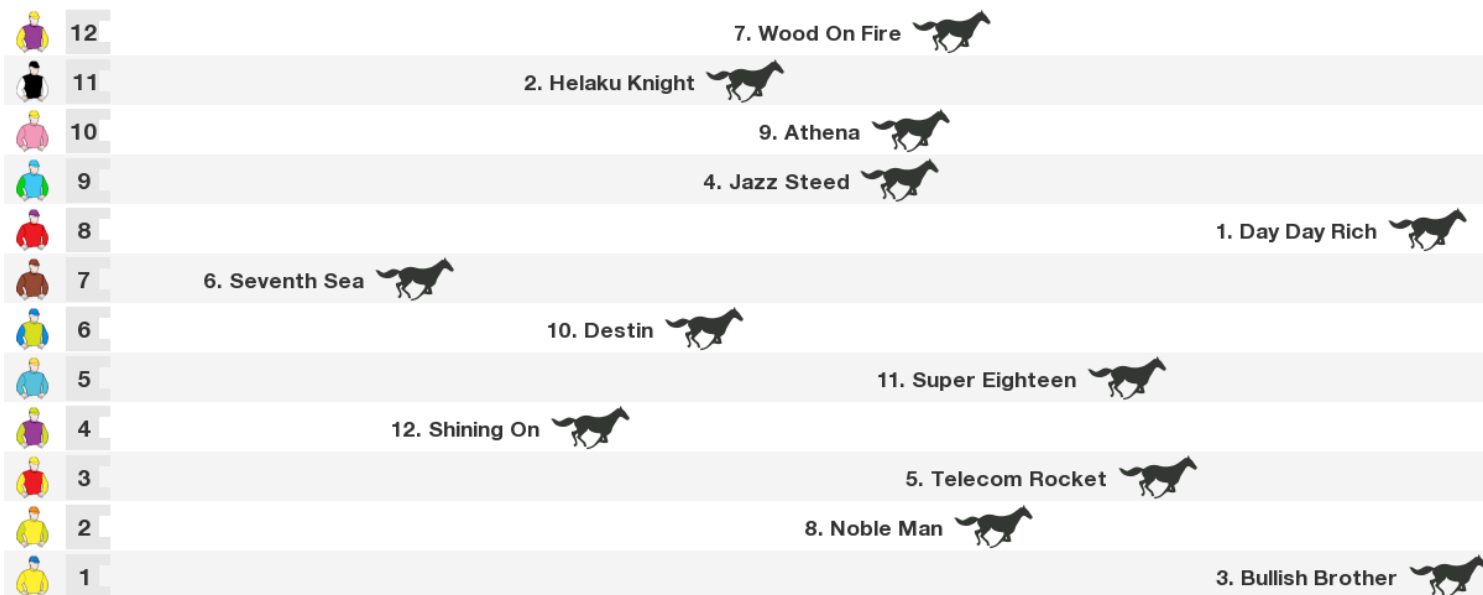 12 7. Wood On Fire
11 2. Helaku Knight
10 9. Athena
9 4. Jazz Steed
8 1. Day Day Rich
7 6. Seventh Sea
6 10. Destin
5 11. Super Eighteen
4 12. Shining On
3 5. Telecom Rocket
2 8. Noble Man
1 3. Bullish Brother